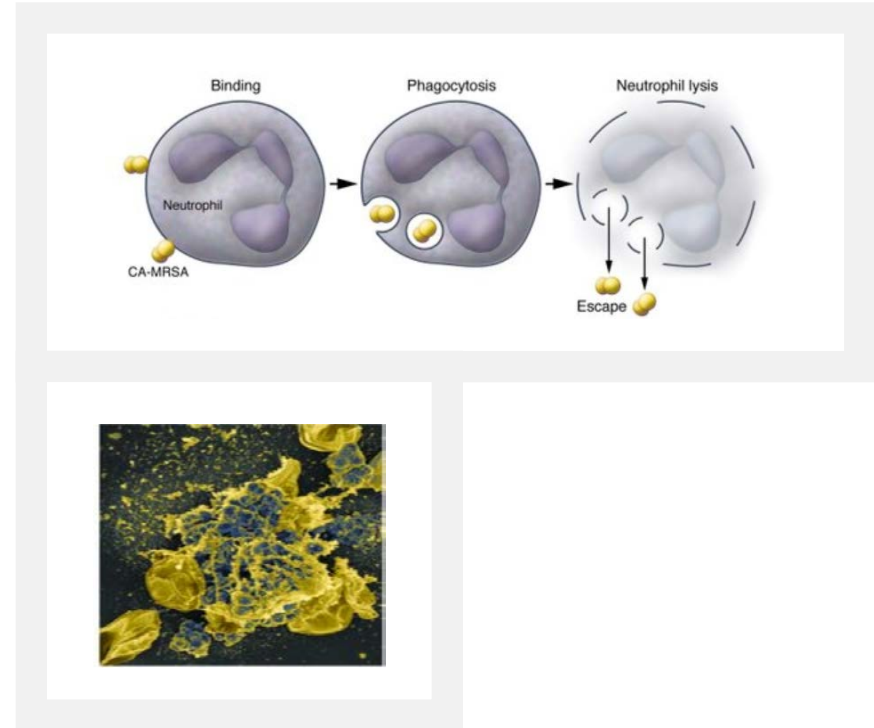 Binding
Phagocytosis
Neutrophil lysis
Neutrophil
CA-MRSA
Escape